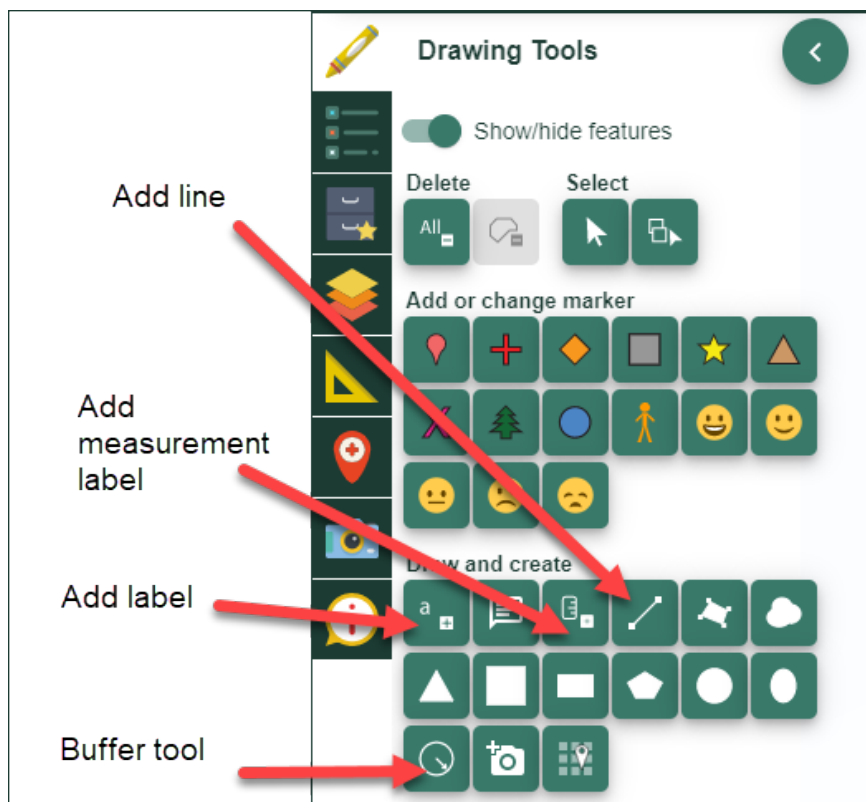 Drawing Tools
Show/hide features
Add line
Delete
Select
All
Add or change marker
Add
measurement
label
Draw and create
Add label
a
Buffer tool